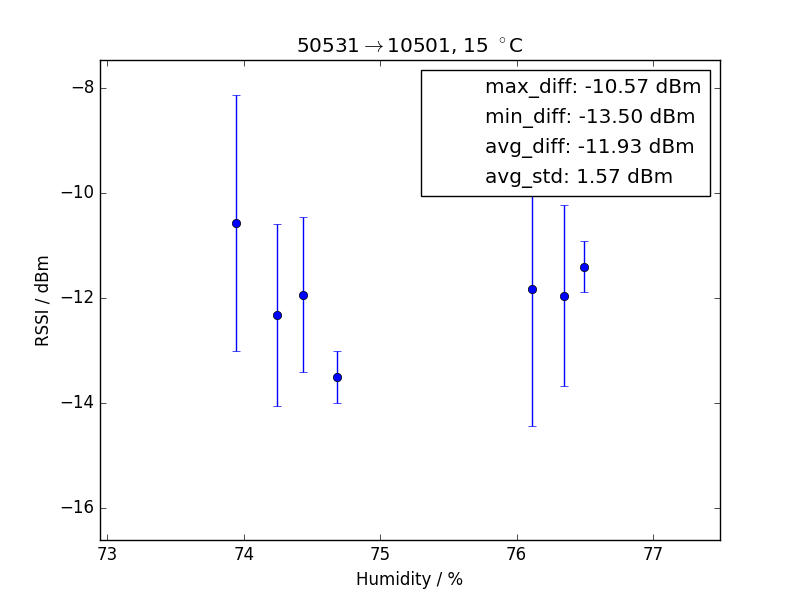 50531→10501, 15 °C
max_diff: -10.57 dBm
min_diff: -13.50 dBm
avg_diff: -11.93 dBm
avg_std: 1.57 dBm
−8
−10
−12
−14
−16
RSSI / dBm
73 74 75 76 77
Humidity / %